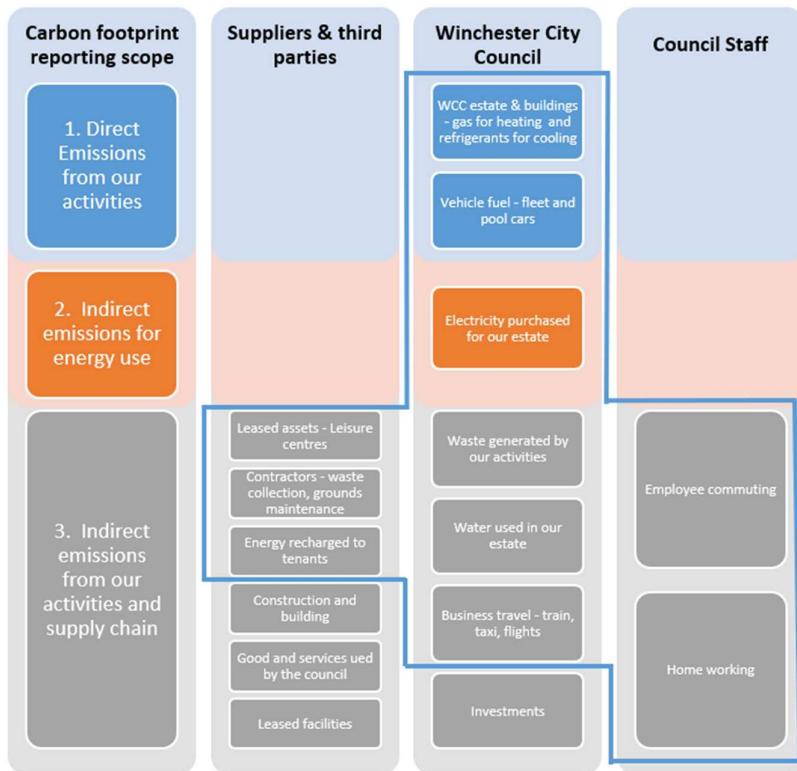 Carbon footprint
reporting scope
1. Direct
Emissions
from our
activities
2. Indirect
emissions for
energy use
3. Indirect
emissions
from our
activities and
supply chain
Suppliers & third
parties
Leased assets - Leisure
centres
Contractors - waste
collection, grounds
maintenance
Energy recharged to
tenants
Construction and
building
Good and services ued
by the council
Leased facilities
Winchester City
Council
WCC estate & buildings
- gas for heating and
refrigerants for cooling
Vehicle fuel - fleet and
pool cars
Electricity purchased
for our estate
Waste generated by
our activities
Water used in our
estate
Business travel - train,
taxi, flights
Investments
Council Staff
Employee commuting
Home working